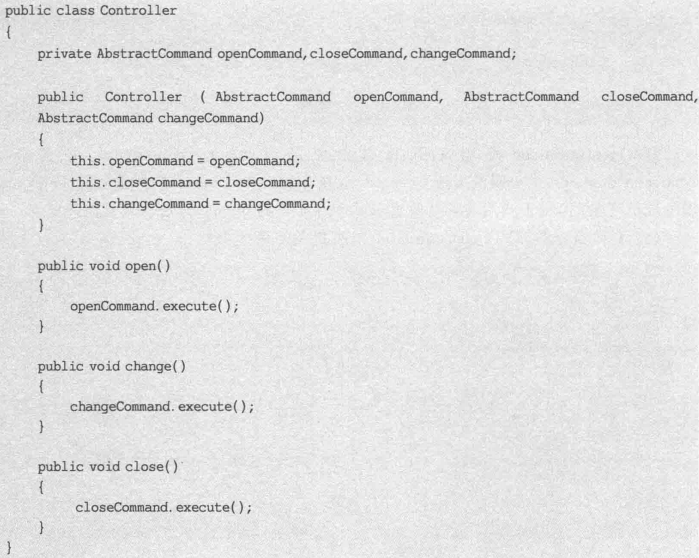 public class Controller
{
    private AbstractCommand openCommand,closeCommand,changeCommand;

    public Controller ( AbstractCommand openCommand, AbstractCommand closeCommand,
    AbstractCommand changeCommand)
    {
        this.openCommand = openCommand;
        this.closeCommand = closeCommand;
        this.changeCommand = changeCommand;
    }

    public void open()
    {
        openCommand.execute();
    }

    public void change()
    {
        changeCommand.execute();
    }

    public void close()
    {
        closeCommand.execute();
    }
}